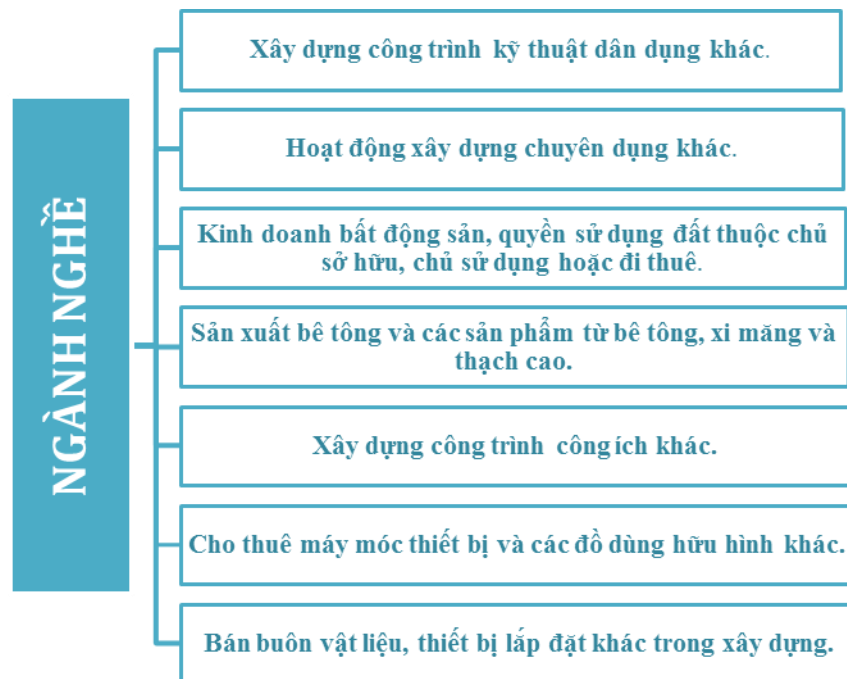 NGÀNH NGHỀ
Xây dựng công trình kỹ thuật dân dụng khác.
Hoạt động xây dựng chuyên dụng khác.
Kinh doanh bất động sản, quyền sử dụng đất thuộc chủ
sở hữu, chủ sử dụng hoặc đi thuê.
Sản xuất bê tông và các sản phẩm từ bê tông, xi măng và
thạch cao.
Xây dựng công trình công ích khác.
Cho thuê máy móc thiết bị và các đồ dùng hữu hình khác.
Bán buôn vật liệu, thiết bị lắp đặt khác trong xây dựng.